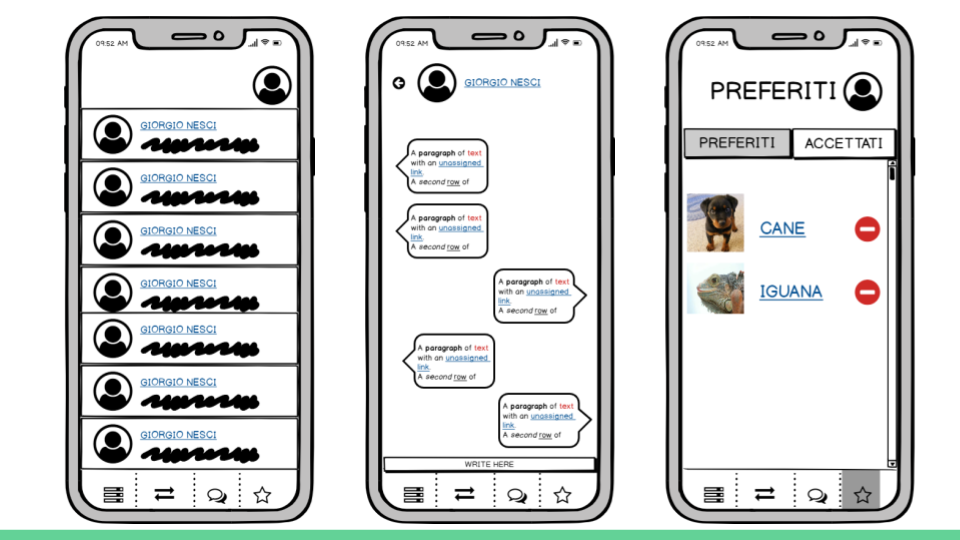 09:52 AM
GIORGIO NESCI
GIORGIO NESCI
GIORGIO NESCI
GIORGIO NESCI
GIORGIO NESCI
GIORGIO NESCI
GIORGIO NESCI
09:52 AM
GIORGIO NESCI
A paragraph of text
with an unassigned
link.
A second row of
A paragraph of text
with an unassigned
link.
A second row of
A paragraph of text
with an unassigned
link.
A second row of
A paragraph of text
with an unassigned
link.
A second row of
A paragraph of text
with an unassigned
link.
A second row of
WRITE HERE
09:52 AM
PREFERITI
PREFERITI
ACCETTATI
CANE
IGUANA